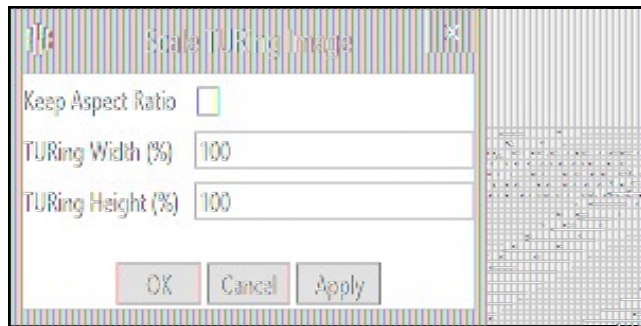 Scale TURing Image
Keep Aspect Ratio
TURing Width (%) 100
TURing Height (%) 100
OK Cancel Apply